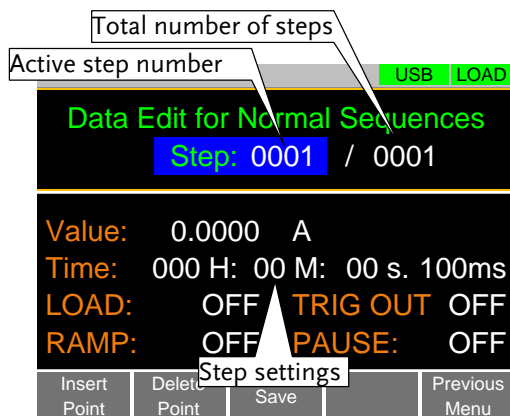 Total number of steps
Active step number
USB LOAD
Data Edit for Normal Sequences
Step: 0001 / 0001
Value: 0.0000 A
Time: 000 H: 00 M: 00 s. 100ms
LOAD: OFF TRIG OUT OFF
RAMP: OFF PAUSE: OFF
Step settings
Insert Point
Delete Point
Save
Previous Menu